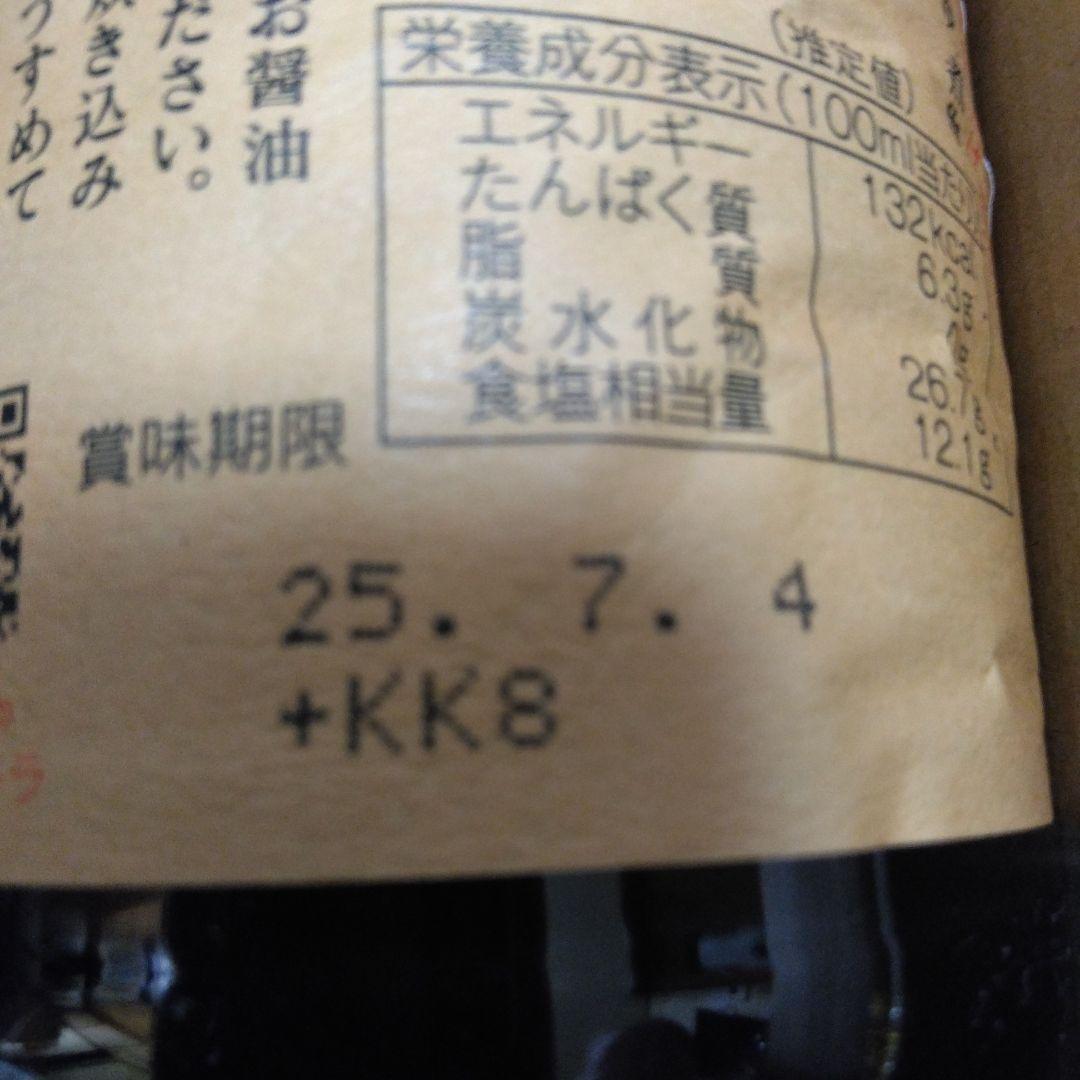 お醤油
ださい。
炊き込み
うすめて
(推定値)
栄養成分表示(100ml当たり)
エネルギー 132kcal
たんぱく質 6.3g
脂質
炭水化物 26.7g
食塩相当量 12.1g
賞味期限
25. 7. 4
+KK8